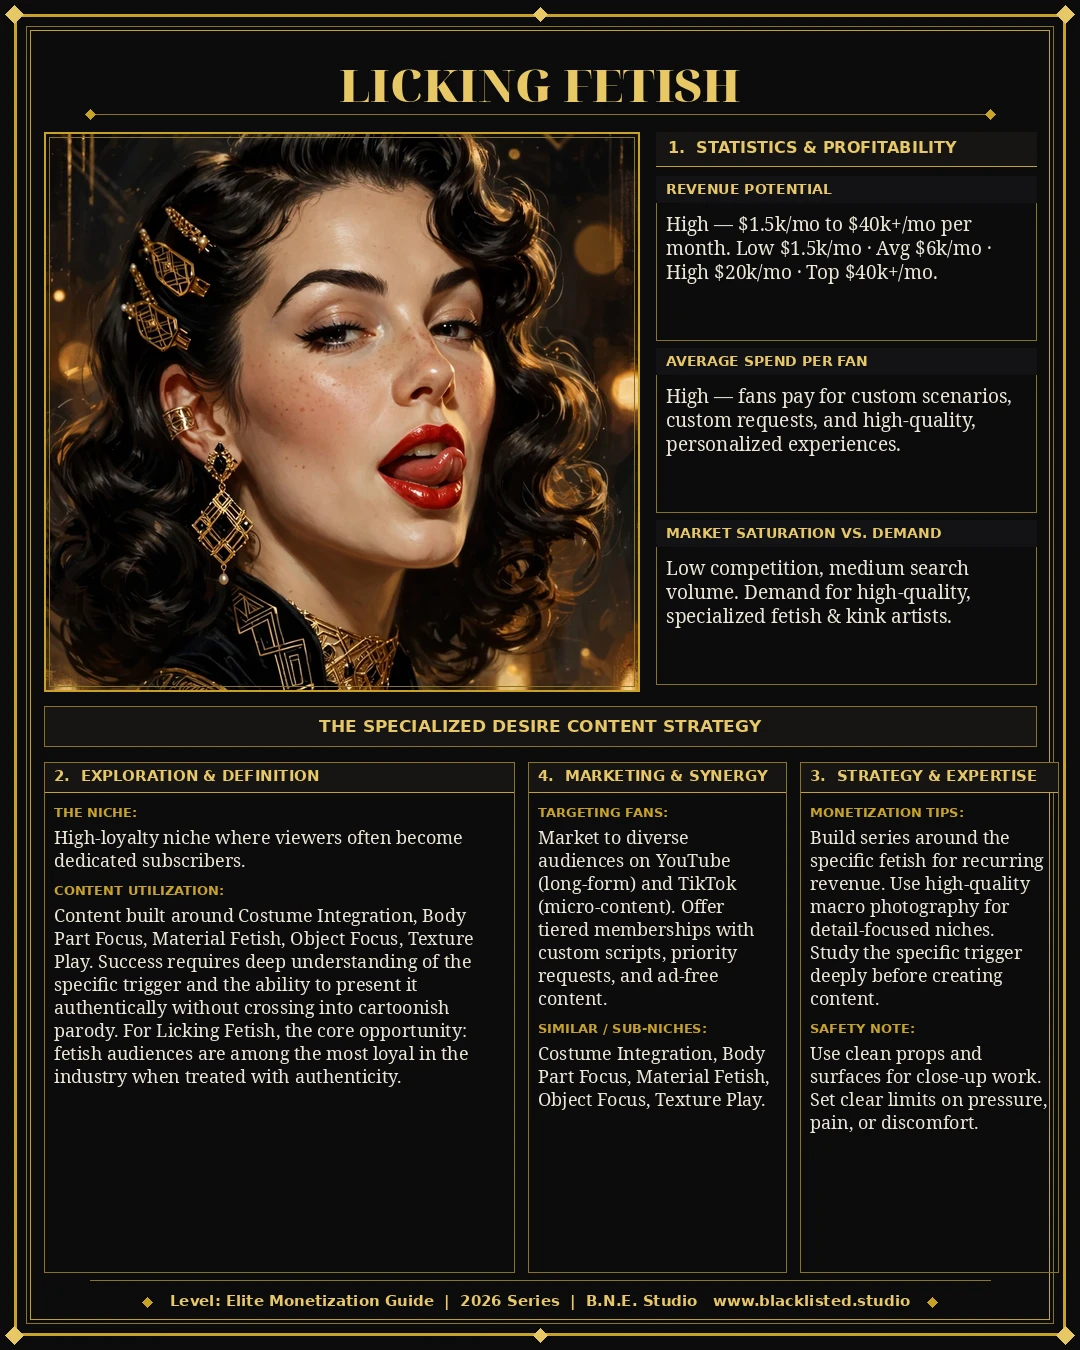 LICKING FETISH
1. STATISTICS & PROFITABILITY
REVENUE POTENTIAL
High — $1.5k/mo to $40k+/mo per
month. Low $1.5k/mo · Avg $6k/mo ·
High $20k/mo · Top $40k+/mo.
AVERAGE SPEND PER FAN
High — fans pay for custom scenarios,
custom requests, and high-quality,
personalized experiences.
MARKET SATURATION VS. DEMAND
Low competition, medium search
volume. Demand for high-quality,
specialized fetish & kink artists.
THE SPECIALIZED DESIRE CONTENT STRATEGY
2. EXPLORATION & DEFINITION
THE NICHE:
High-loyalty niche where viewers often become
dedicated subscribers.
CONTENT UTILIZATION:
Content built around Costume Integration, Body
Part Focus, Material Fetish, Object Focus, Texture
Play. Success requires deep understanding of the
specific trigger and the ability to present it
authentically without crossing into cartoonish
parody. For Licking Fetish, the core opportunity:
fetish audiences are among the most loyal in the
industry when treated with authenticity.
4. MARKETING & SYNERGY
TARGETING FANS:
Market to diverse
audiences on YouTube
(long-form) and TikTok
(micro-content). Offer
tiered memberships with
custom scripts, priority
requests, and ad-free
content.
SIMILAR / SUB-NICHES:
Costume Integration, Body
Part Focus, Material Fetish,
Object Focus, Texture Play.
3. STRATEGY & EXPERTISE
MONETIZATION TIPS:
Build series around the
specific fetish for recurring
revenue. Use high-quality
macro photography for
detail-focused niches.
Study the specific trigger
deeply before creating
content.
SAFETY NOTE:
Use clean props and
surfaces for close-up work.
Set clear limits on pressure,
pain, or discomfort.
Level: Elite Monetization Guide | 2026 Series | B.N.E. Studio www.blacklisted.studio